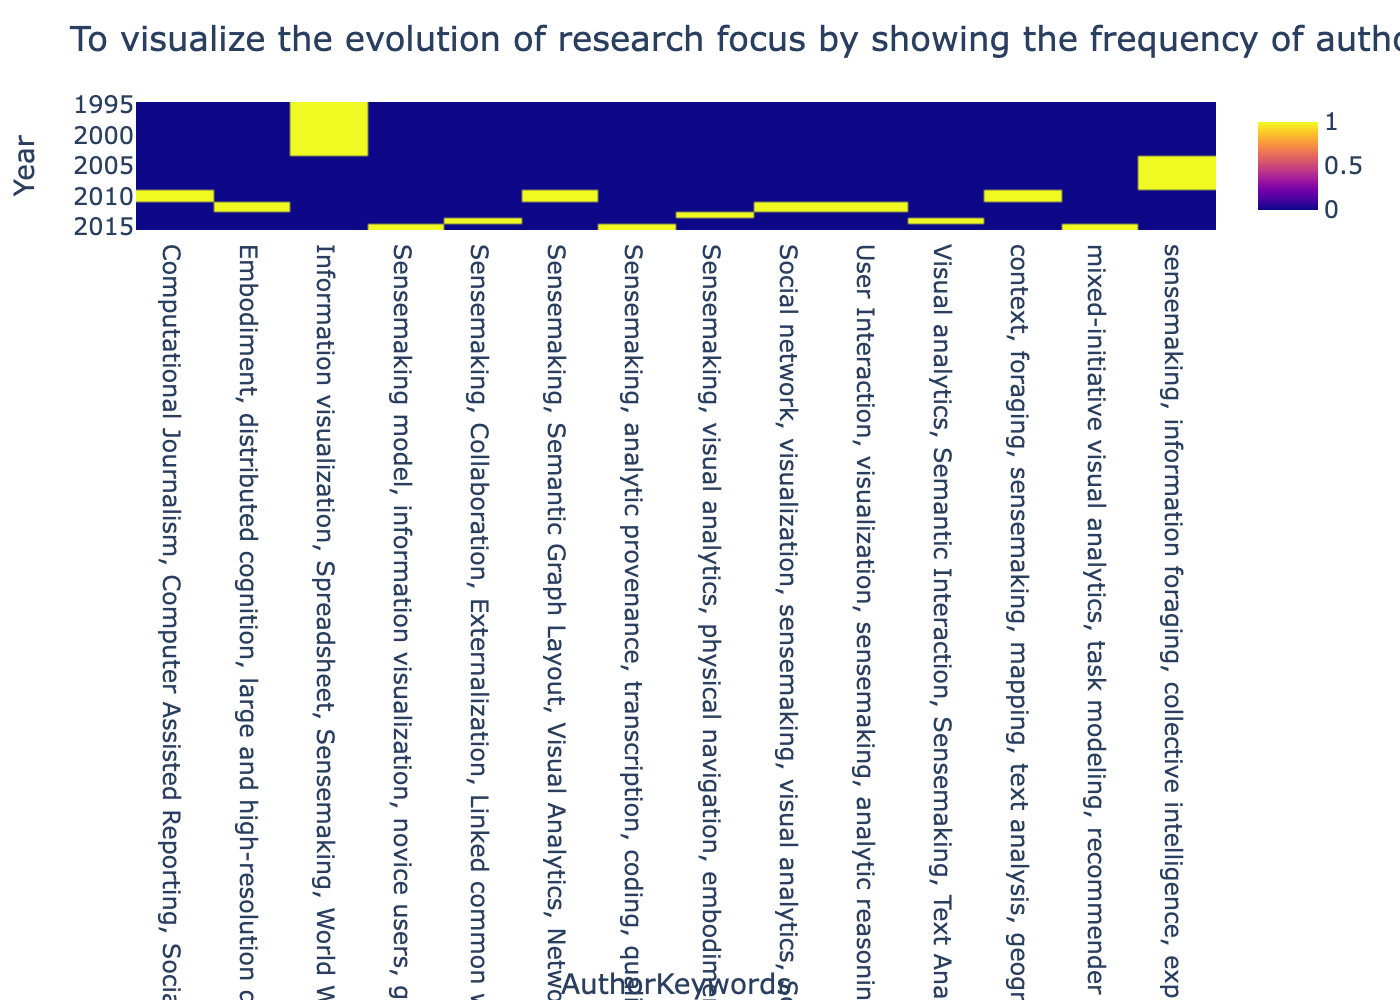 To visualize the evolution of research focus by showing the frequency of autho
Year
1995
2000
2005
2010
2015
1
0.5
0
Computational Journalism, Computer Assisted Reporting, Socia
Embodiment, distributed cognition, large and high-resolution
Information visualization, Spreadsheet, Sensemaking, World W
Sensemaking model, information visualization, novice users, g
Sensemaking, Collaboration, Externalization, Linked common
Sensemaking, Semantic Graph Layout, Visual Analytics, Netwo
Sensemaking, analytic provenance, transcription, coding, quali
Sensemaking, visual analytics, physical navigation, embodime
Social network, visualization, sensemaking, visual analytics,
User Interaction, visualization, sensemaking, analytic reasonin
Visual analytics, Semantic Interaction, Sensemaking, Text Ana
context, foraging, sensemaking, mapping, text analysis, geogr
mixed-initiative visual analytics, task modeling, recommender
sensemaking, information foraging, collective intelligence, exp
AuthorKeywords